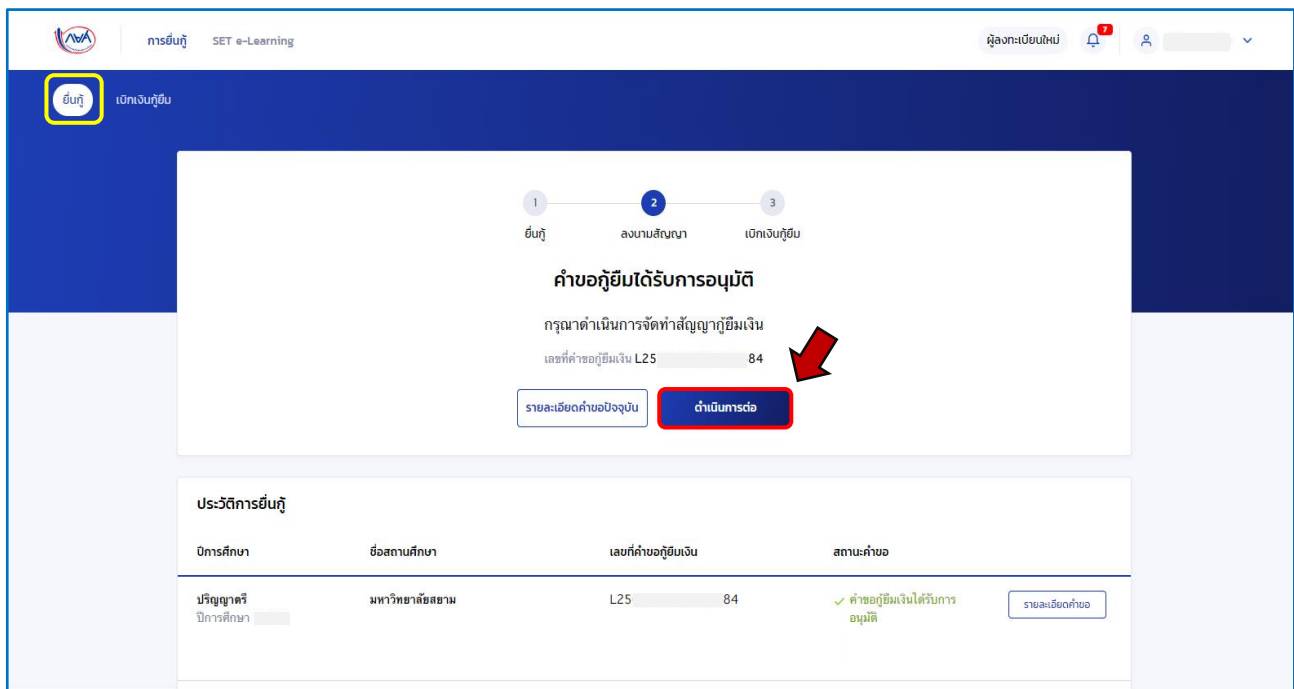 กยศ
การยื่นกู้ SET e-Learning ผู้ลงทะเบียนใหม่ 7
ยื่นกู้ เบิกเงินกู้ยืม
1 2 3
ยื่นกู้ ลงนามสัญญา เบิกเงินกู้ยืม
คำขอกู้ยืมได้รับการอนุมัติ
กรุณาดำเนินการจัดทำสัญญากู้ยืมเงิน
เลขที่คำขอกู้ยืมเงิน L25 84
รายละเอียดคำขอปัจจุบัน ดำเนินการต่อ
ประวัติการยื่นกู้
ปีการศึกษา ชื่อสถานศึกษา เลขที่คำขอกู้ยืมเงิน สถานะคำขอ
ปริญญาตรี มหาวิทยาลัยสยาม L25 84 คำขอกู้ยืมเงินได้รับการ รายละเอียดคำขอ
ปีการศึกษา อนุมัติ